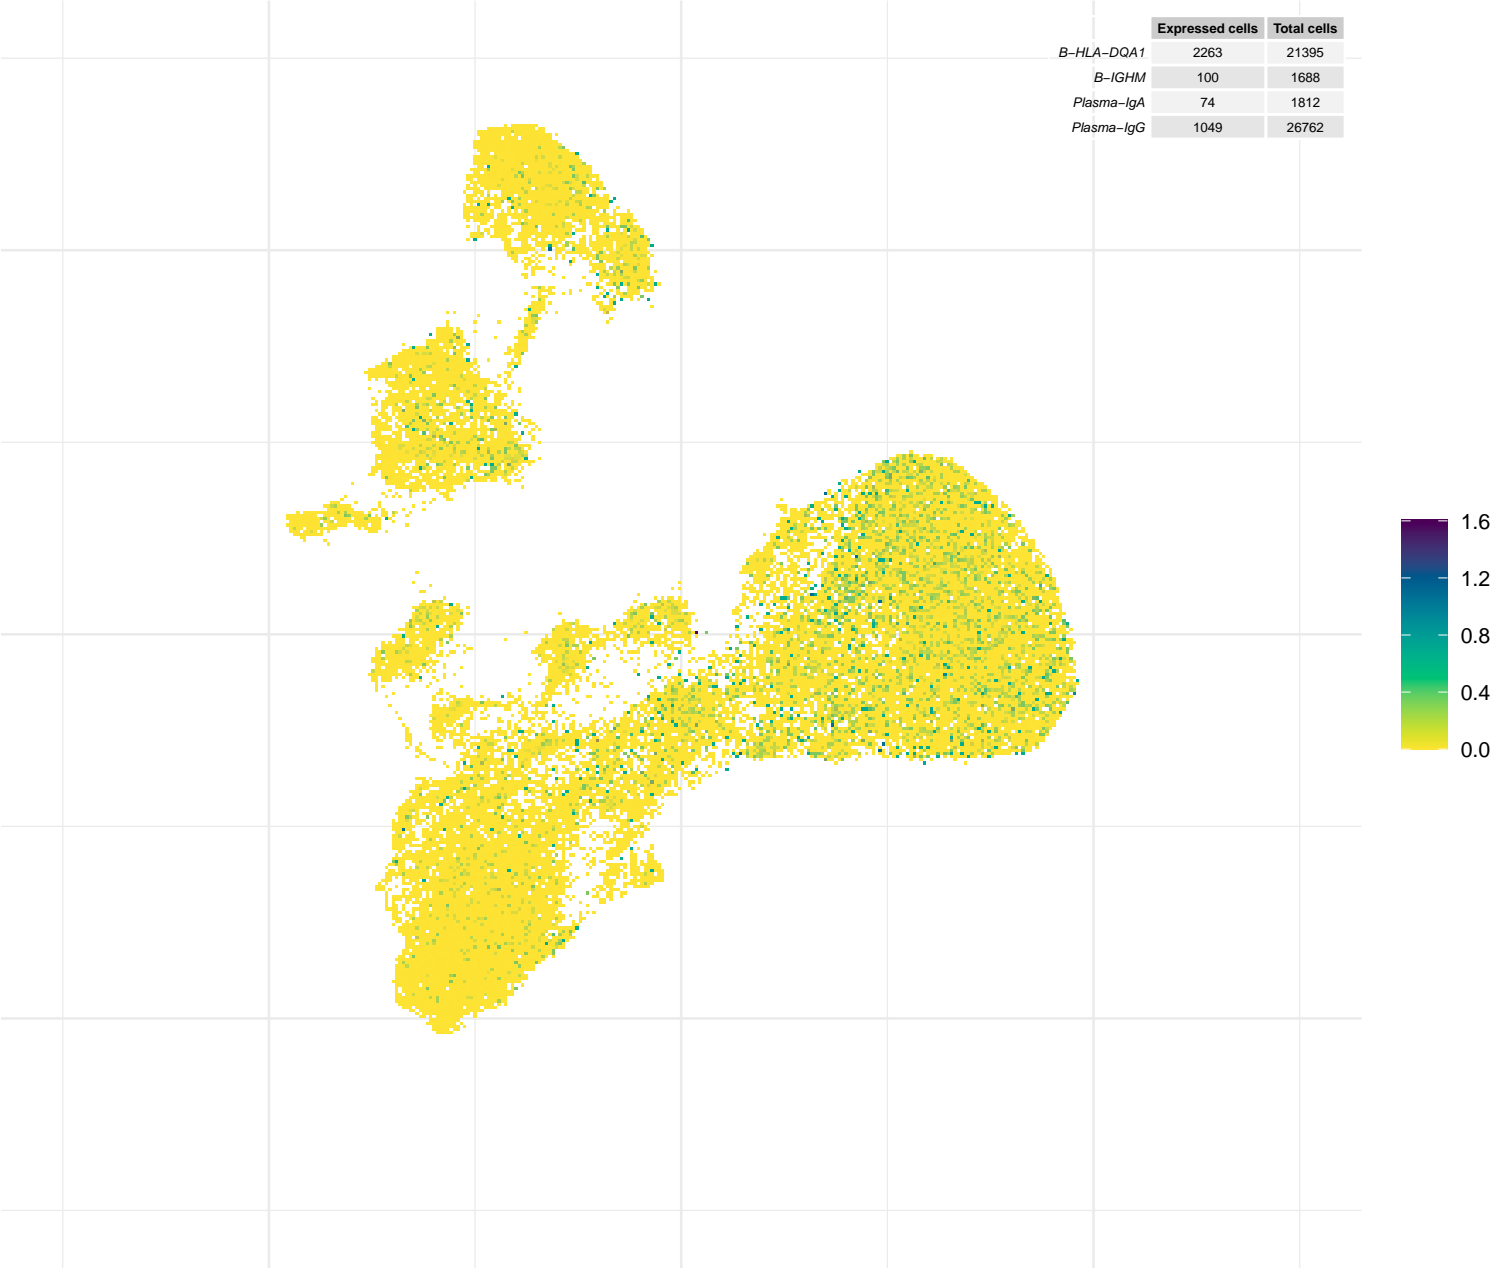 Expressed cells Total cells
B−HLA−DQA1 2263 21395
B−IGHM 100 1688
Plasma−IgA 74 1812
Plasma−IgG 1049 26762
1.6
1.2
0.8
0.4
0.0